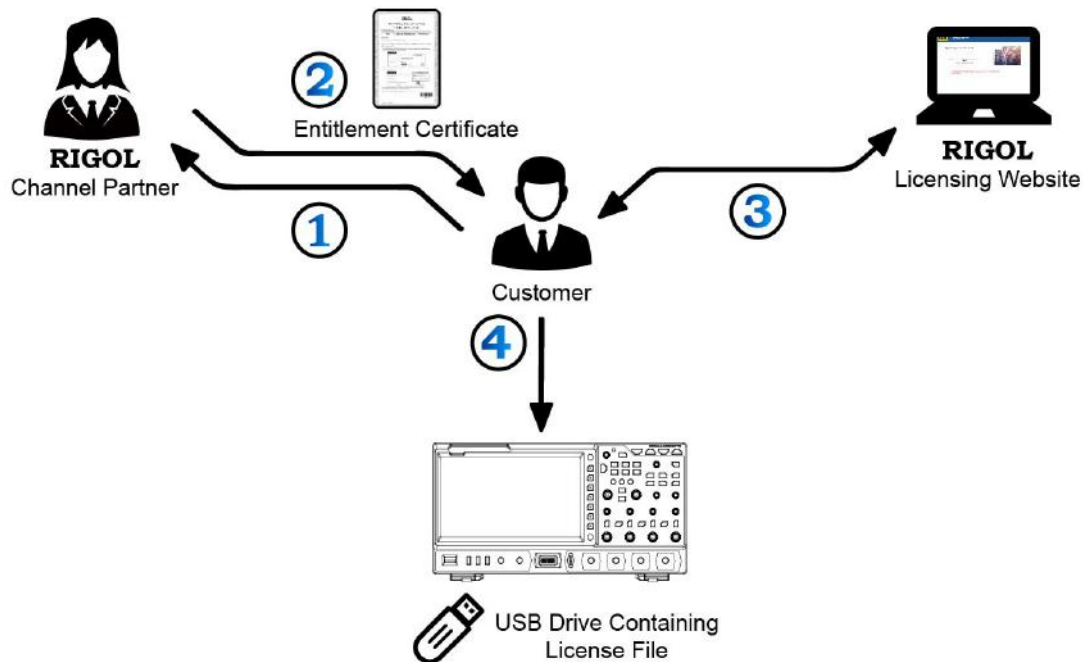 2
Entitlement Certificate
RIGOL
Channel Partner
1
RIGOL
Licensing Website
3
Customer
4
USB Drive Containing
License File